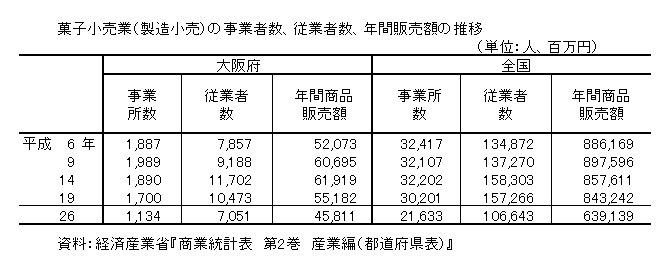 菓子小売業(製造小売)の事業者数、従業者数、年間販売額の推移
(単位：人、百万円)
大阪府 全国
事業所数 従業者数 年間商品販売額 事業所数 従業者数 年間商品販売額
平成 6 年 1,887 7,857 52,073 32,417 134,872 886,169
9 1,989 9,188 60,695 32,107 137,270 897,596
14 1,890 11,702 61,919 32,202 158,303 857,611
19 1,700 10,473 55,182 30,201 157,266 843,242
26 1,134 7,051 45,811 21,633 106,643 639,139
資料：経済産業省『商業統計表 第2巻 産業編(都道府県表)』